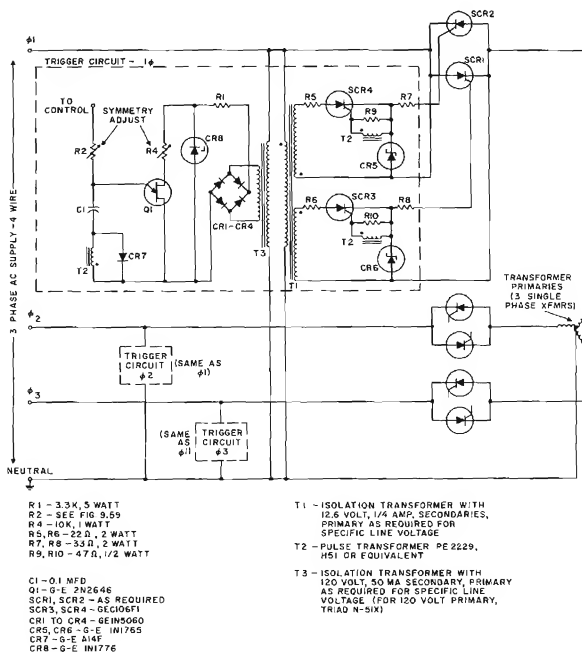 SCR2
φ1
TRIGGER CIRCUIT - 1φ
SCR1
TO
CONTROL
SYMMETRY
ADJUST
R1
R5
SCR4
R7
R9
T2
R2
R4
CR8
CR5
C1
Q1
CR1-CR4
R6
SCR3
R8
R10
T2
CR7
T2
T3
T1
CR6
3 PHASE AC SUPPLY-4 WIRE
TRANSFORMER
PRIMARIES
(3 SINGLE
PHASE XFMRS)
φ2
TRIGGER
CIRCUIT
φ2
(SAME AS
φ1)
φ3
(SAME
AS
φ1)
TRIGGER
CIRCUIT
φ3
NEUTRAL
R1 - 3.3K, 5 WATT
R2 - SEE FIG 9.59
R4 - 10K, 1 WATT
R5,R6 - 22Ω, 2 WATT
R7, R8 - 33Ω, 2 WATT
R9, R10 - 47Ω, 1/2 WATT
C1 - 0.1 MFD
Q1 - G-E 2N2646
SCR1, SCR2 - AS REQUIRED
SCR3, SCR4 - GEC106F1
CR1 TO CR4 - GEIN5060
CR5, CR6 - G-E IN1765
CR7 - G-E A14F
CR8 - G-E IN1776
T1 - ISOLATION TRANSFORMER WITH
12.6 VOLT, 1/4 AMP, SECONDARIES,
PRIMARY AS REQUIRED FOR
SPECIFIC LINE VOLTAGE
T2 - PULSE TRANSFORMER PE 2229,
H51 OR EQUIVALENT
T3 - ISOLATION TRANSFORMER WITH
120 VOLT, 50 MA SECONDARY, PRIMARY
AS REQUIRED FOR SPECIFIC LINE
VOLTAGE (FOR 120 VOLT PRIMARY,
TRIAD N-51X)